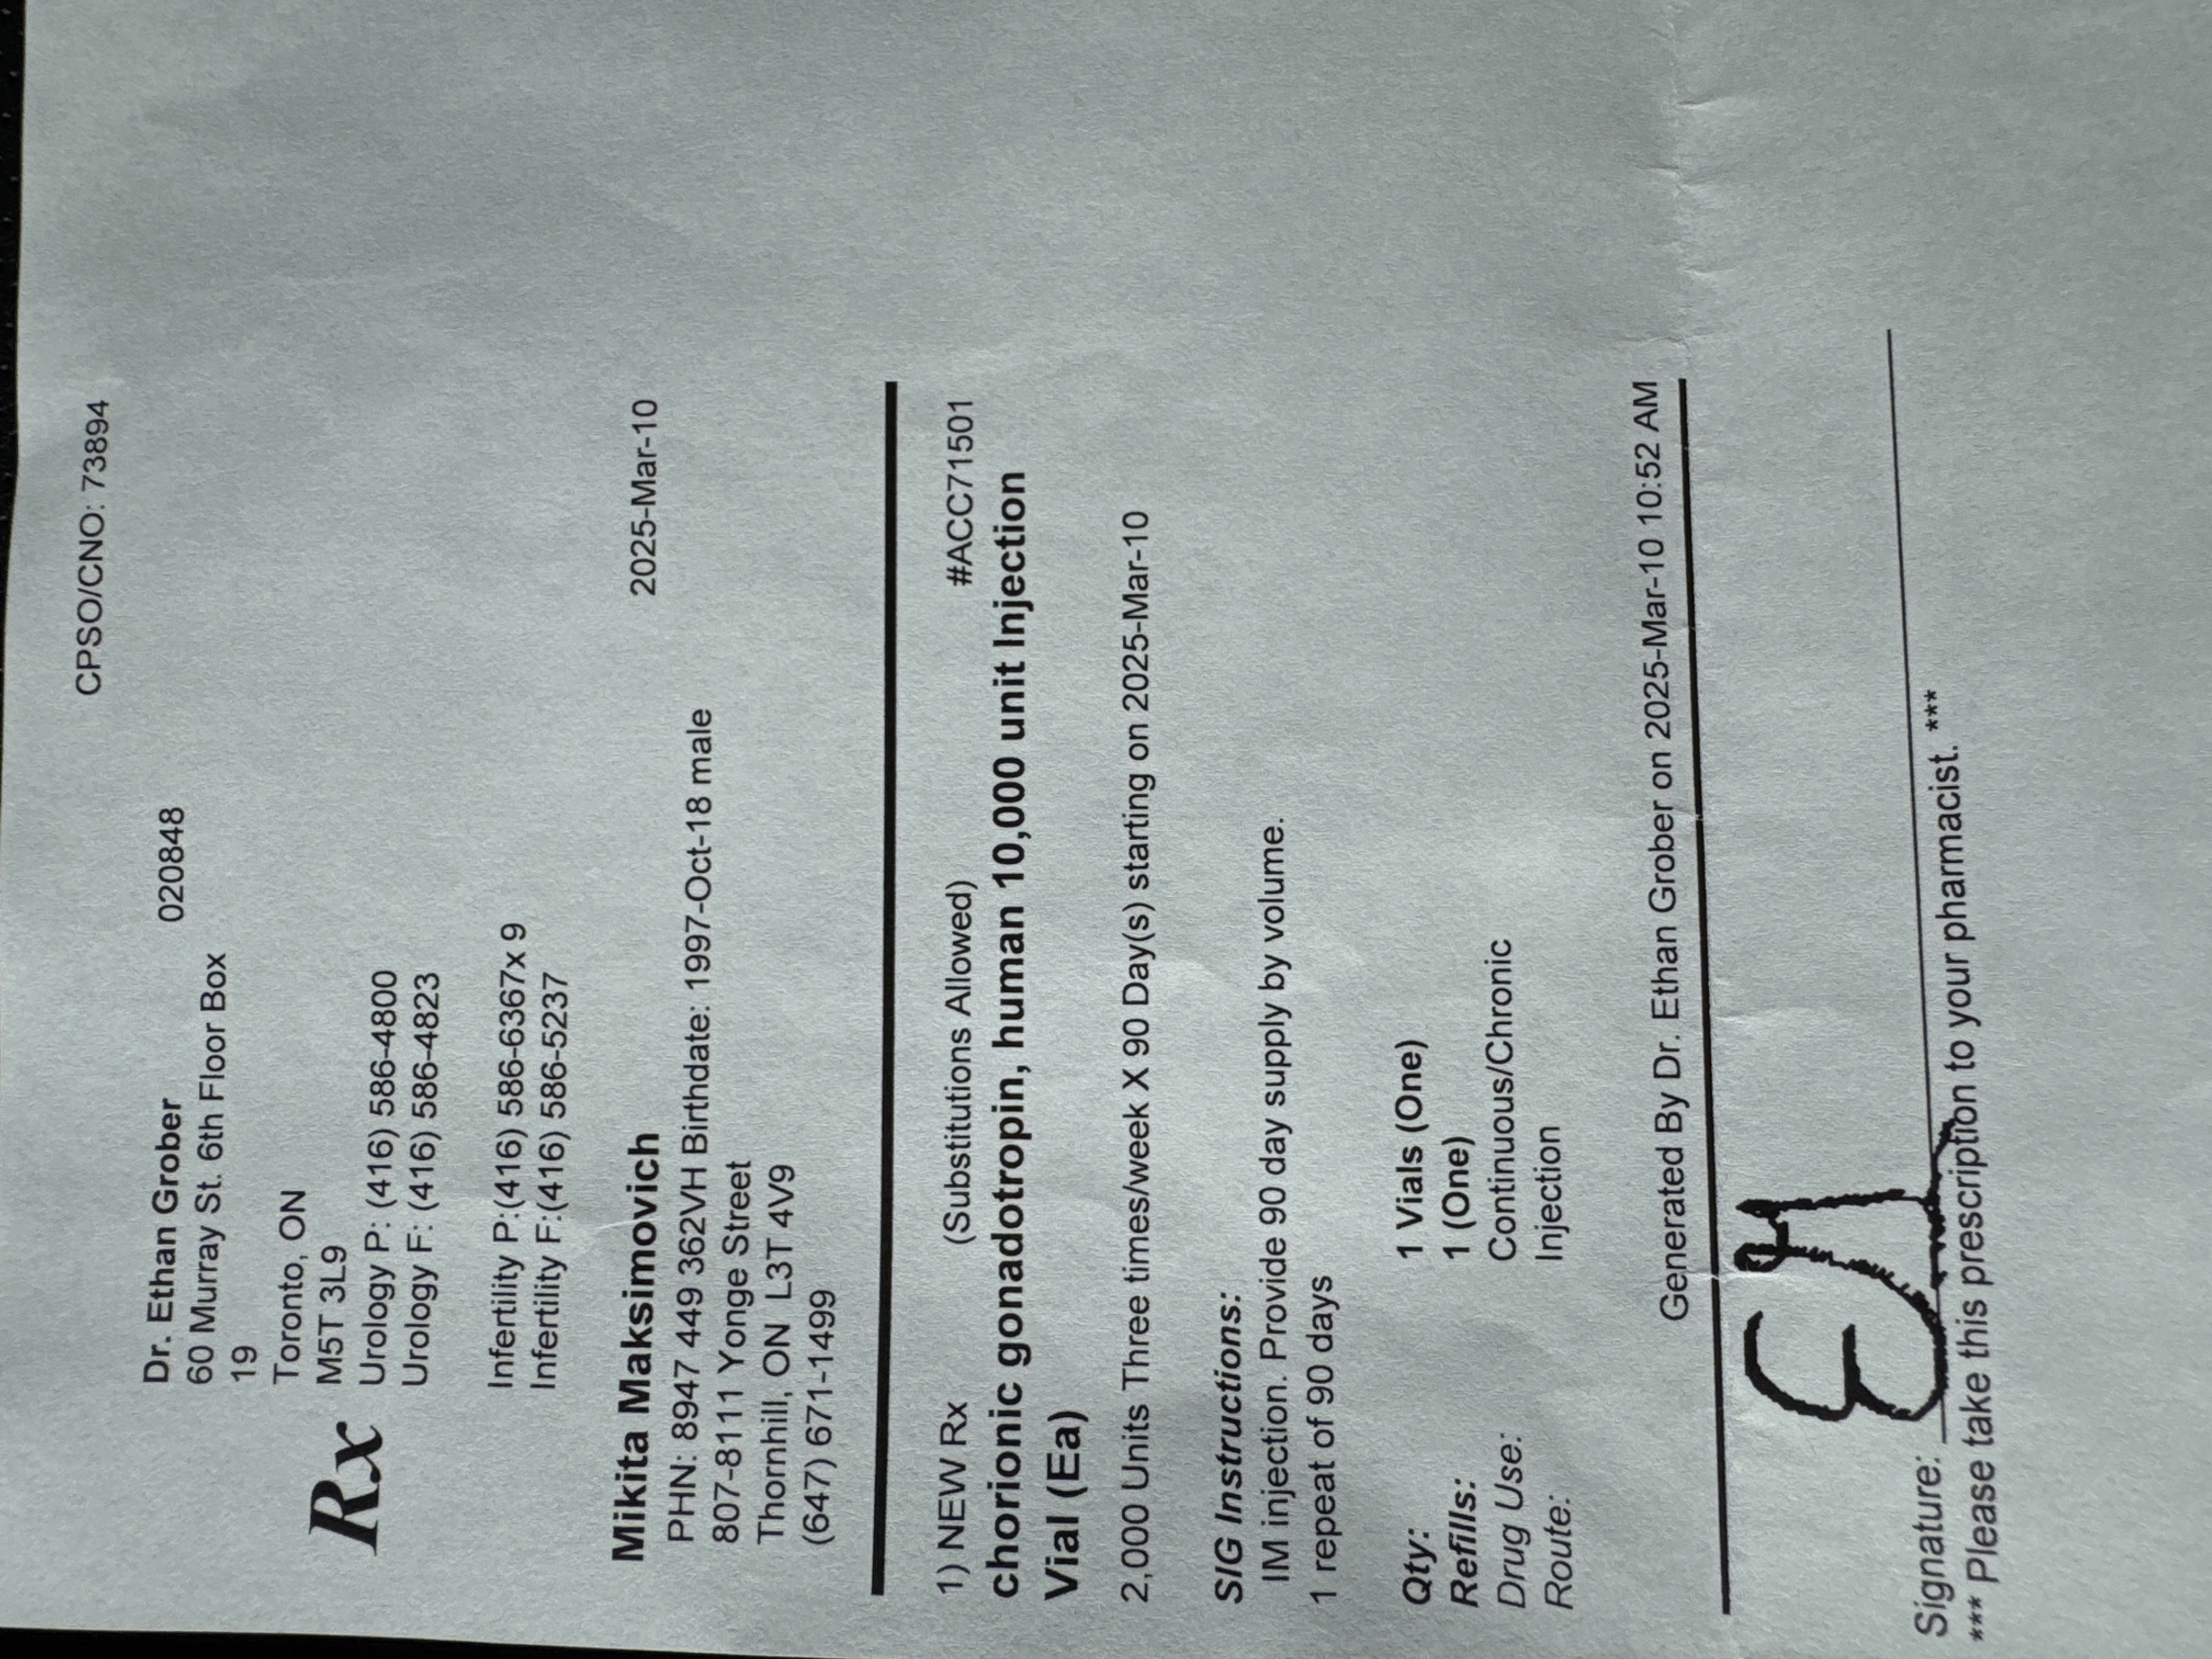 CPSO/CNO: 73894
Dr. Ethan Grober 020848
60 Murray St. 6th Floor Box
19
Toronto, ON
M5T 3L9
Rx
Urology P: (416) 586-4800
Urology F: (416) 586-4823
Infertility P:(416) 586-6367x 9
Infertility F:(416) 586-5237
Mikita Maksimovich 2025-Mar-10
PHN: 8947 449 362VH Birthdate: 1997-Oct-18 male
807-8111 Yonge Street
Thornhill, ON L3T 4V9
(647) 671-1499
1) NEW Rx (Substitutions Allowed) #ACC71501
chorionic gonadotropin, human 10,000 unit Injection
Vial (Ea)
2,000 Units Three times/week X 90 Day(s) starting on 2025-Mar-10
SIG Instructions:
IM injection. Provide 90 day supply by volume.
1 repeat of 90 days
Qty: 1 Vials (One)
Refills: 1 (One)
Drug Use: Continuous/Chronic
Route: Injection
Generated By Dr. Ethan Grober on 2025-Mar-10 10:52 AM
Signature:
*** Please take this prescription to your pharmacist. ***